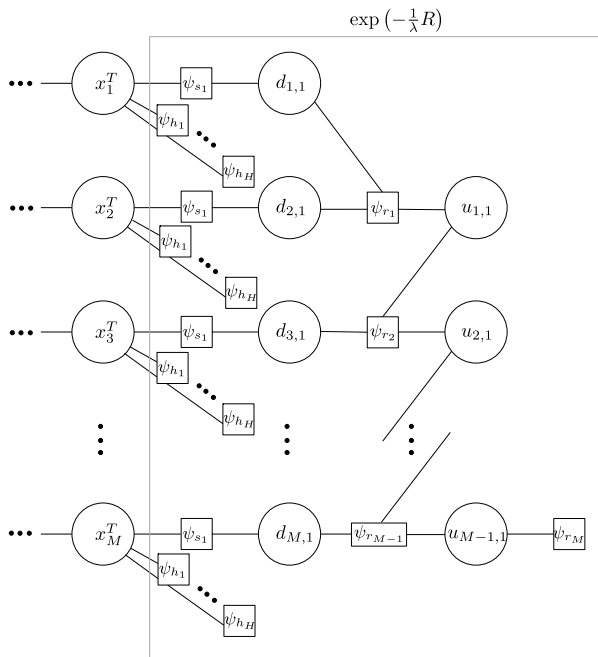 exp (−1/λ R)
x_1^T ψ_{s_1} d_{1,1}
ψ_{h_1}
ψ_{h_H}
x_2^T ψ_{s_1} d_{2,1} ψ_{r_1} u_{1,1}
ψ_{h_1}
ψ_{h_H}
x_3^T ψ_{s_1} d_{3,1} ψ_{r_2} u_{2,1}
ψ_{h_1}
ψ_{h_H}
x_M^T ψ_{s_1} d_{M,1} ψ_{r_{M−1}} u_{M−1,1} ψ_{r_M}
ψ_{h_1}
ψ_{h_H}